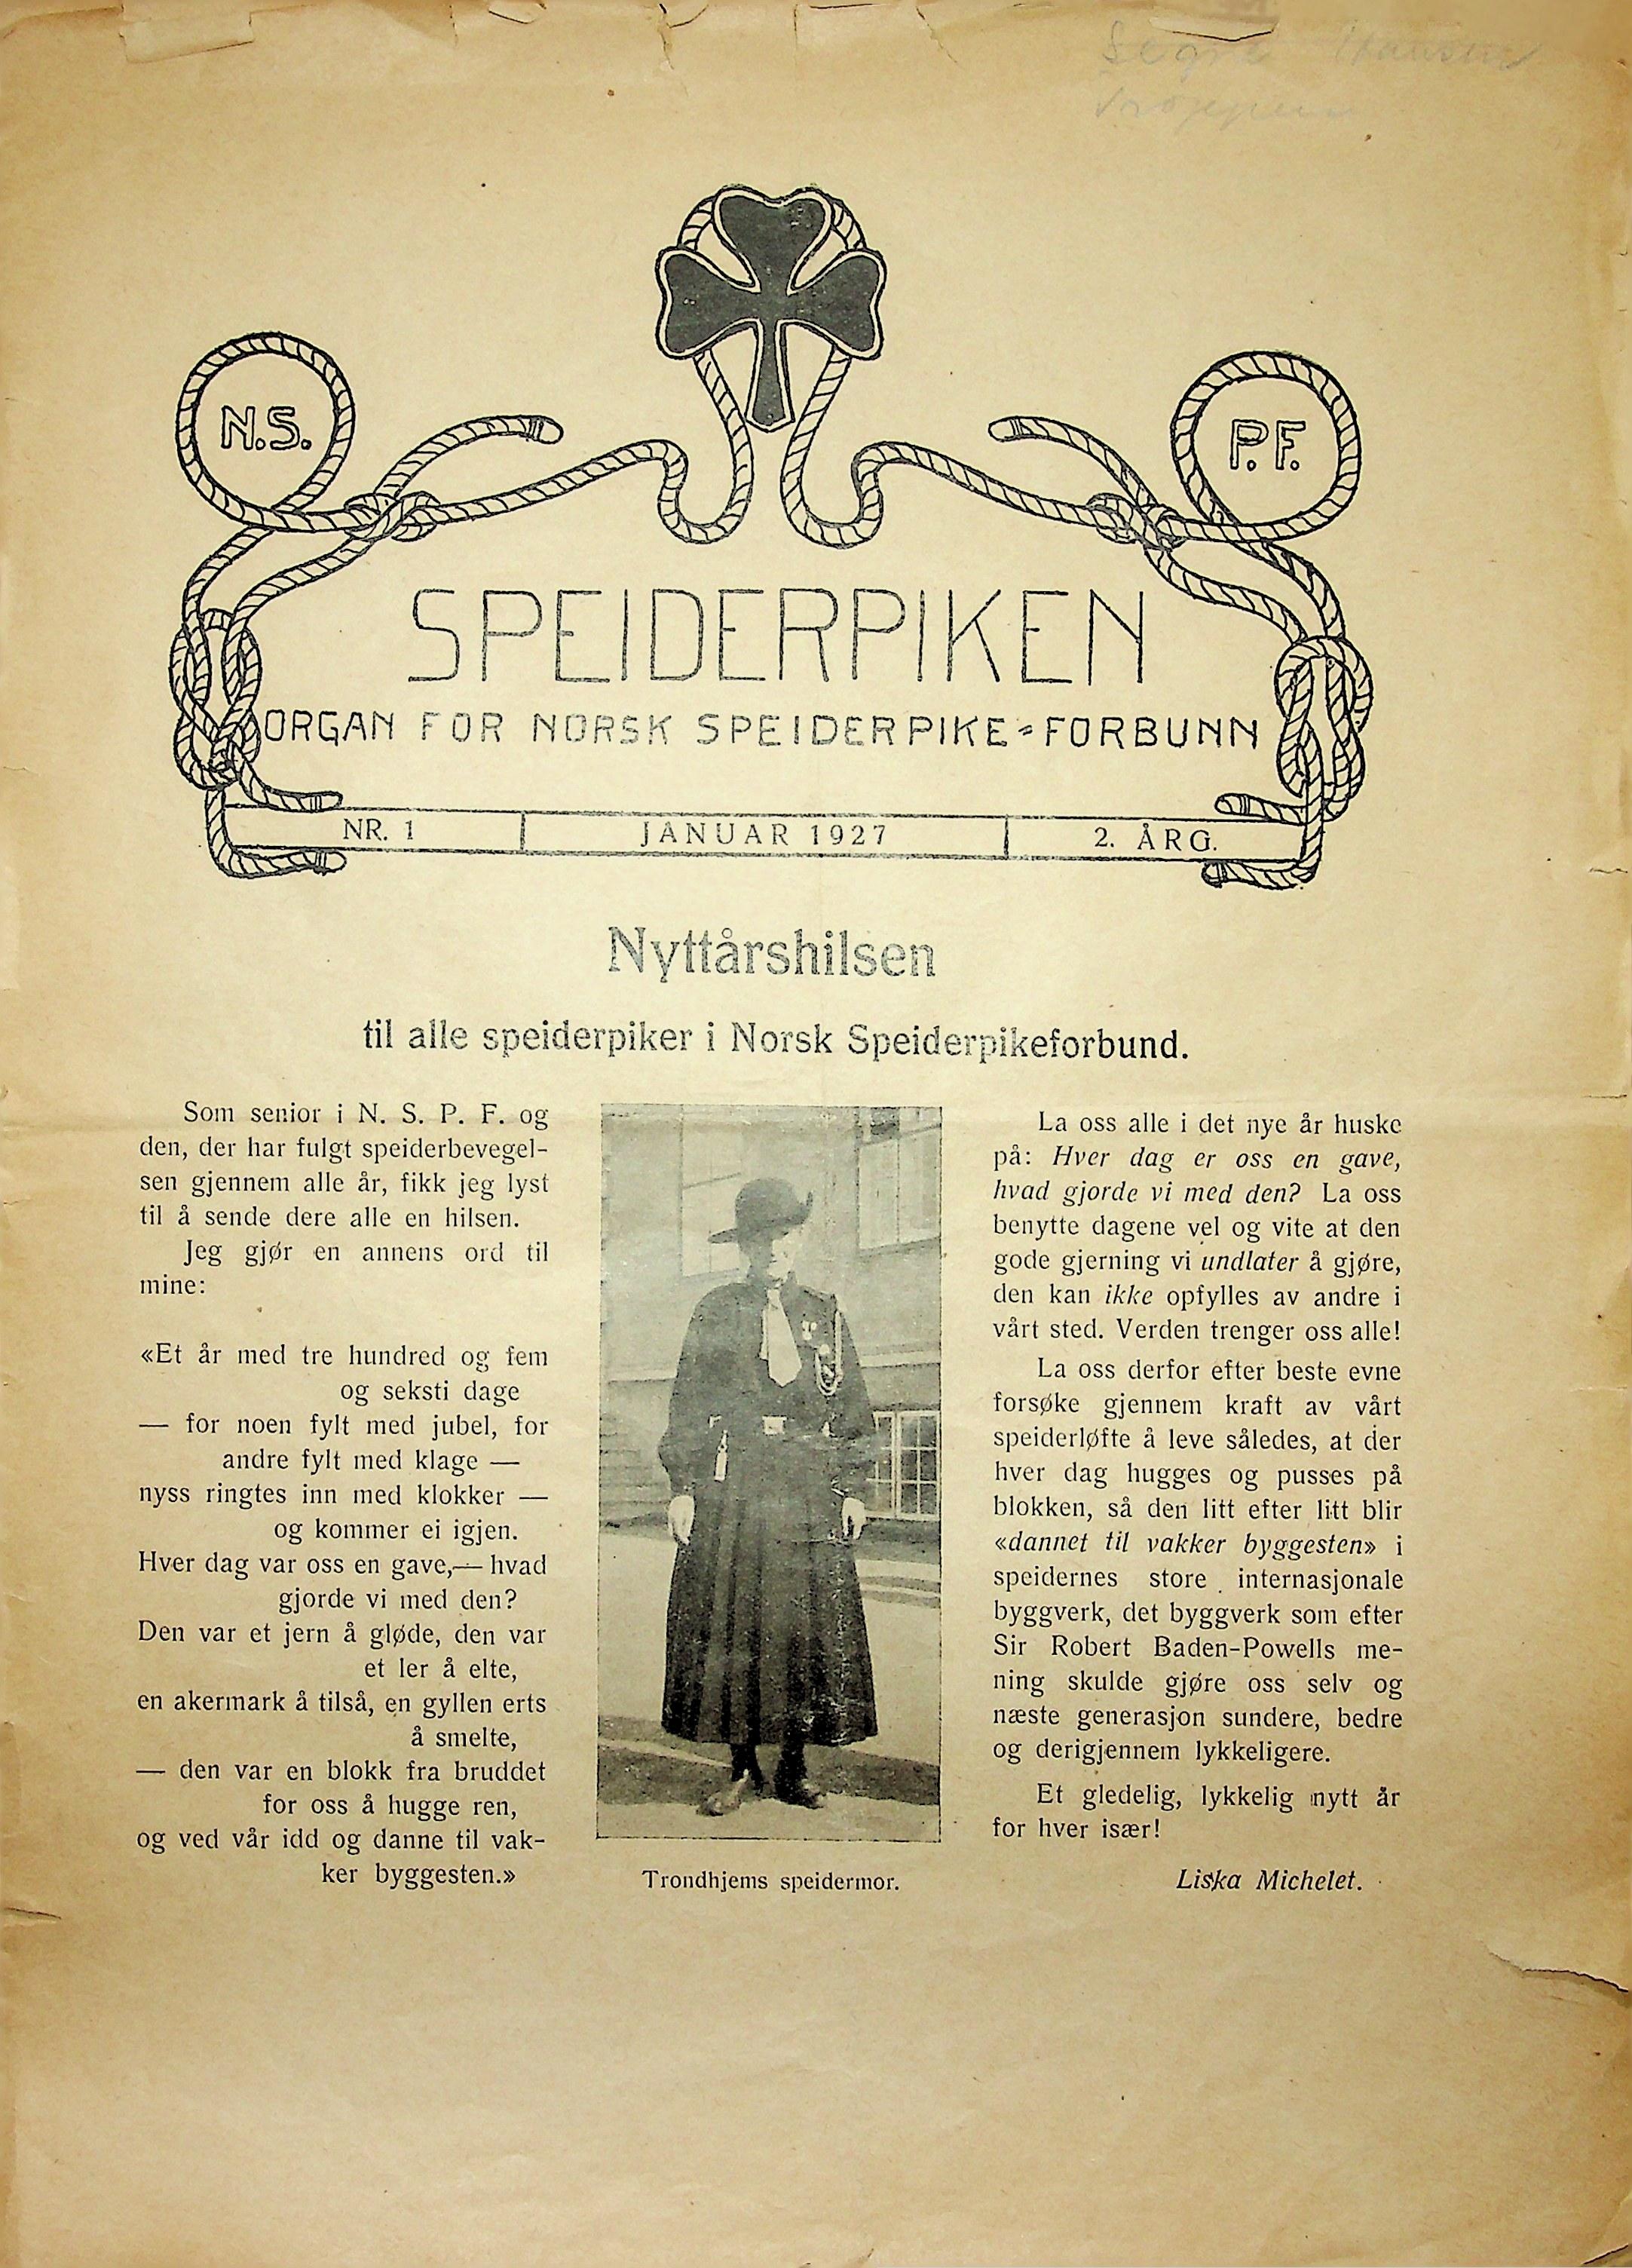 N.S.
P.F.
SPEIDERPIKEN
ORGAN FOR NORSK SPEIDERPIKE=FORBUNN
NR. 1 JANUAR 1927 2. ÅRG.
Nyttårshilsen
til alle speiderpiker i Norsk Speiderpikeforbund.
Som senior i N. S. P. F. og
den, der har fulgt speiderbevegel-
sen gjennem alle år, fikk jeg lyst
til å sende dere alle en hilsen.
Jeg gjør en annens ord til
mine:
«Et år med tre hundred og fem
og seksti dage
— for noen fylt med jubel, for
andre fylt med klage —
nyss ringtes inn med klokker —
og kommer ei igjen.
Hver dag var oss en gave,— hvad
gjorde vi med den?
Den var et jern å gløde, den var
et ler å elte,
en akermark å tilså, en gyllen erts
å smelte,
— den var en blokk fra bruddet
for oss å hugge ren,
og ved vår idd og danne til vak-
ker byggesten.»
Trondhjems speidermor.
La oss alle i det nye år huske
på: Hver dag er oss en gave,
hvad gjorde vi med den? La oss
benytte dagene vel og vite at den
gode gjerning vi undlater å gjøre,
den kan ikke opfylles av andre i
vårt sted. Verden trenger oss alle!
La oss derfor efter beste evne
forsøke gjennem kraft av vårt
speiderløfte å leve således, at der
hver dag hugges og pusses på
blokken, så den litt efter litt blir
«dannet til vakker byggesten» i
speidernes store internasjonale
byggverk, det byggverk som efter
Sir Robert Baden-Powells me-
ning skulde gjøre oss selv og
næste generasjon sundere, bedre
og derigjennem lykkeligere.
Et gledelig, lykkelig nytt år
for hver især!
Liska Michelet.